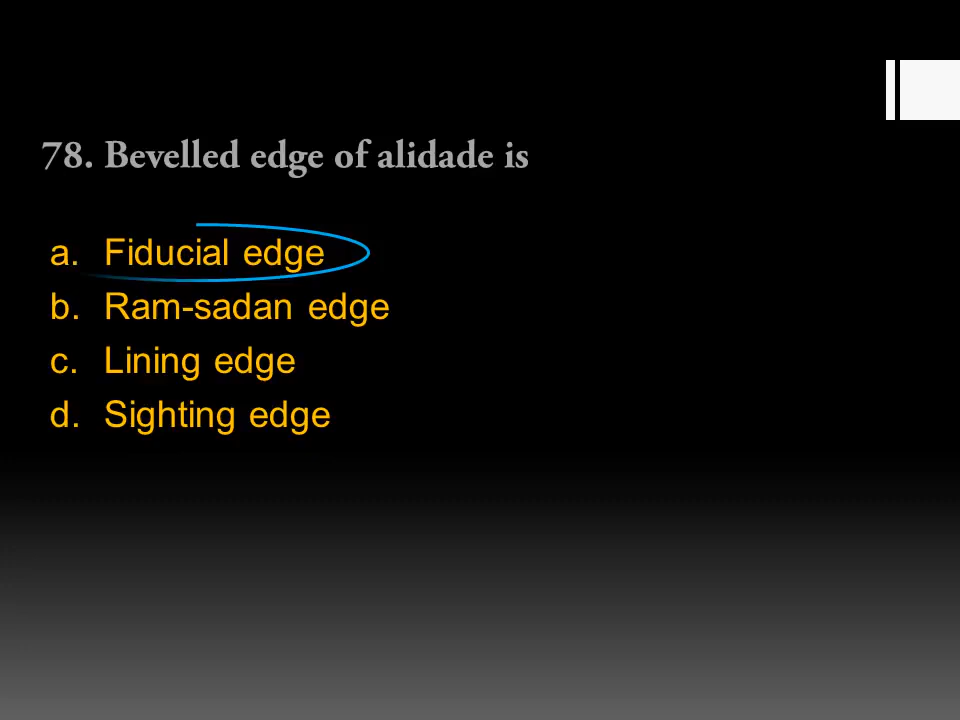 78. Bevelled edge of alidade is
a. Fiducial edge
b. Ram-sadan edge
c. Lining edge
d. Sighting edge